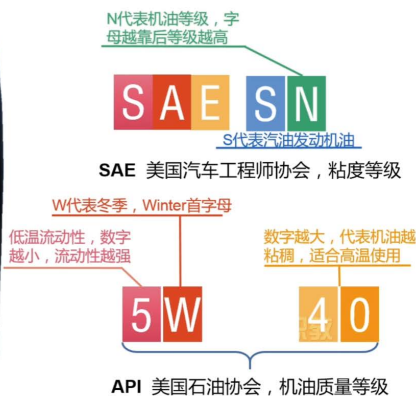 N代表机油等级，字
母越靠后等级越高
SAE SN
S代表汽油发动机油
SAE 美国汽车工程师协会，粘度等级
W代表冬季，Winter首字母
低温流动性，数字
越小，流动性越强
数字越大，代表机油越
粘稠，适合高温使用
5W 40
API 美国石油协会，机油质量等级